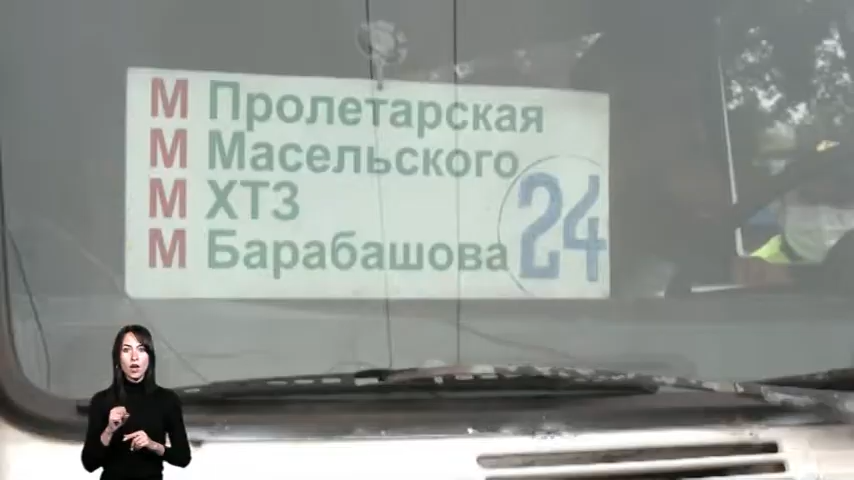 М Пролетарская
М Масельского
М ХТЗ
М Барабашова
24